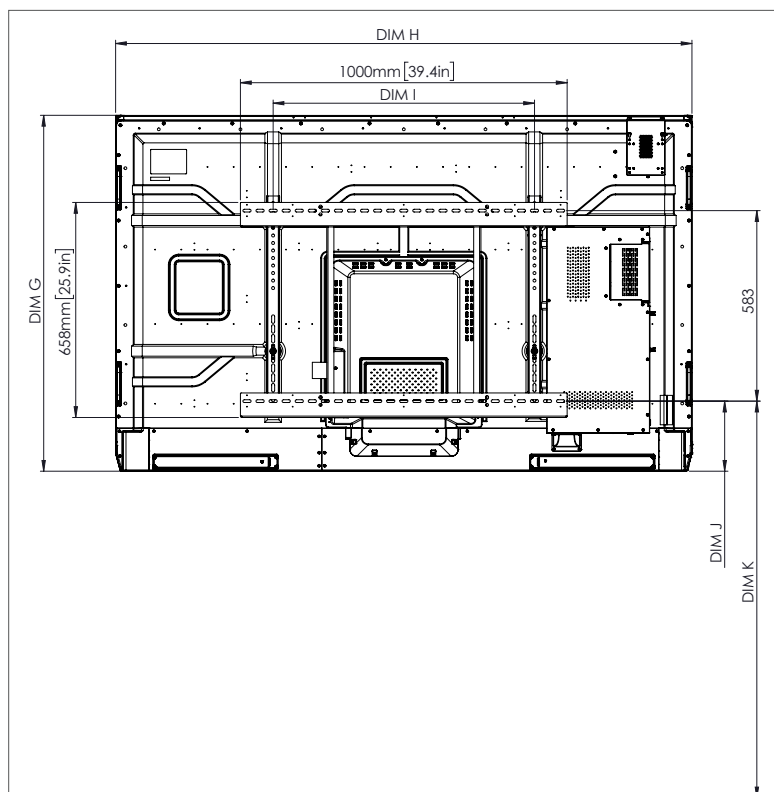 DIM H
1000mm[39.4in]
DIM I
DIM G
658mm[25.9in]
583
DIM J
DIM K